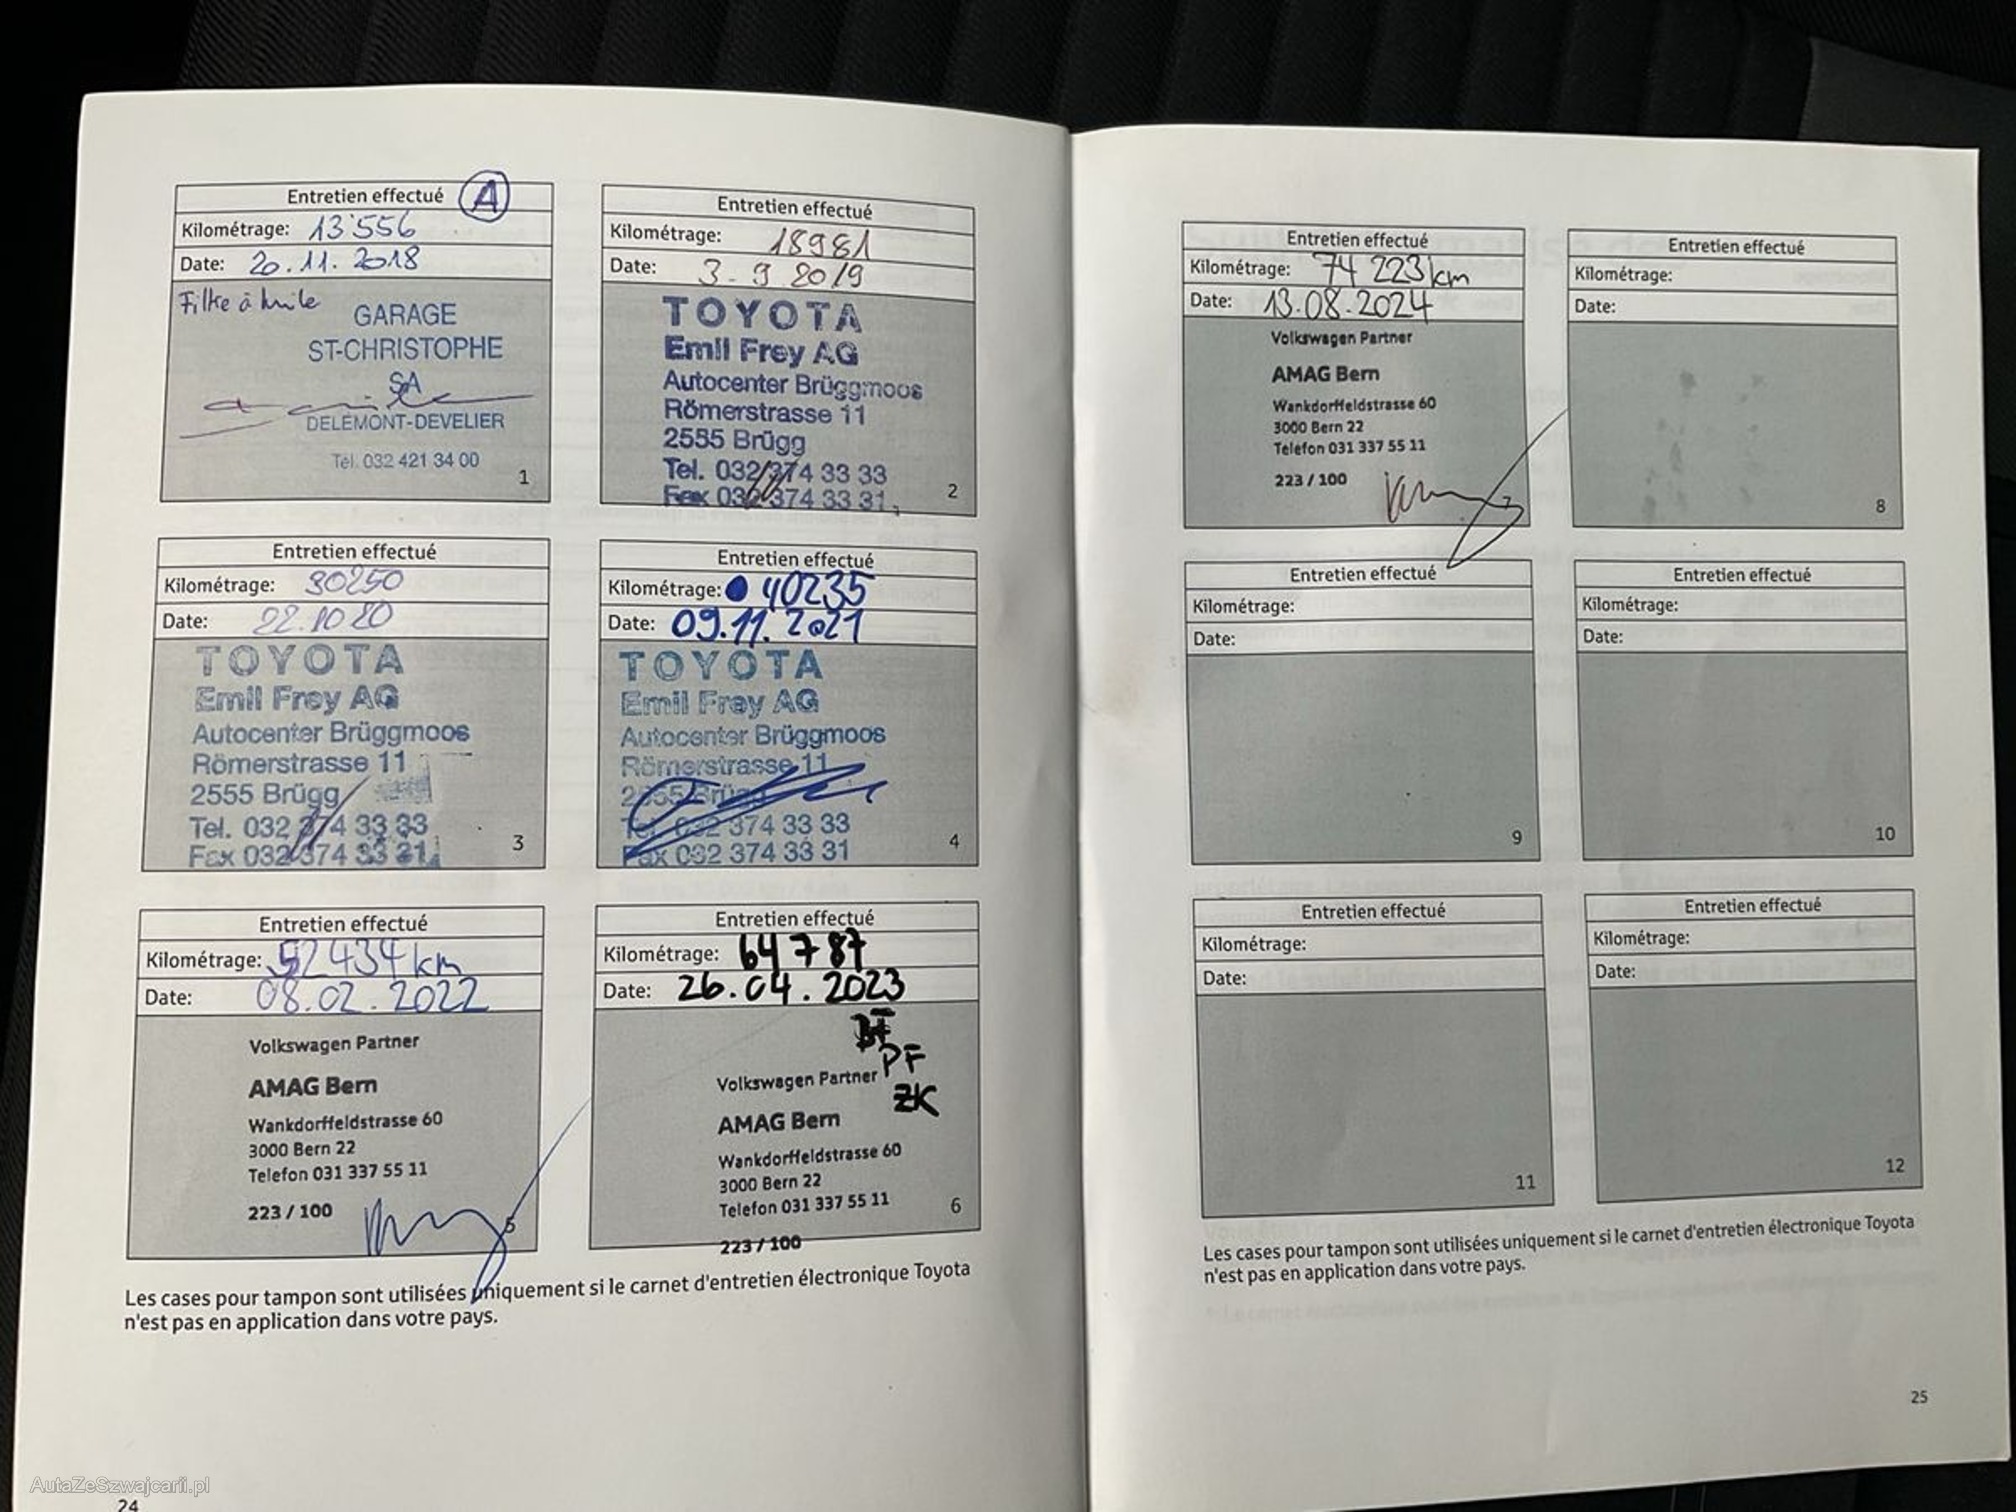 Entretien effectué A
Kilométrage: 13'556
Date: 20.11.2018
Filtre à huile
GARAGE
ST-CHRISTOPHE
SA
DELÉMONT-DEVELIER
Tél. 032 421 34 00
1
Entretien effectué
Kilométrage: 18981
Date: 3-9 2019
TOYOTA
Emil Frey AG
Autocenter Brüggmoos
Römerstrasse 11
2555 Brügg
Tel. 032 374 33 33
Fax 032 374 33 31
2
Entretien effectué
Kilométrage: 30250
Date: 22.10 20
TOYOTA
Emil Frey AG
Autocenter Brüggmoos
Römerstrasse 11
2555 Brügg
Tel. 032 374 33 33
Fax 032 374 33 31
3
Entretien effectué
Kilométrage: 40235
Date: 09.11.2021
TOYOTA
Emil Frey AG
Autocenter Brüggmoos
Römerstrasse 11
2555 Brügg
Tel. 032 374 33 33
Fax 032 374 33 31
4
Entretien effectué
Kilométrage: 52434km
Date: 08.02.2022
Volkswagen Partner
AMAG Bern
Wankdorffeldstrasse 60
3000 Bern 22
Telefon 031 337 55 11
223 / 100
5
Entretien effectué
Kilométrage: 64787
Date: 26.04.2023
BF
PF
ZK
Volkswagen Partner
AMAG Bern
Wankdorffeldstrasse 60
3000 Bern 22
Telefon 031 337 55 11
223 / 100
6
Les cases pour tampon sont utilisées uniquement si le carnet d'entretien électronique Toyota
n'est pas en application dans votre pays.
24
Entretien effectué
Kilométrage: 74 223km
Date: 13.08.2024
Volkswagen Partner
AMAG Bern
Wankdorffeldstrasse 60
3000 Bern 22
Telefon 031 337 55 11
223 / 100
7
Entretien effectué
Kilométrage:
Date:
8
Entretien effectué
Kilométrage:
Date:
9
Entretien effectué
Kilométrage:
Date:
10
Entretien effectué
Kilométrage:
Date:
11
Entretien effectué
Kilométrage:
Date:
12
Les cases pour tampon sont utilisées uniquement si le carnet d'entretien électronique Toyota
n'est pas en application dans votre pays.
25
AutaZeSzwajcarii.pl